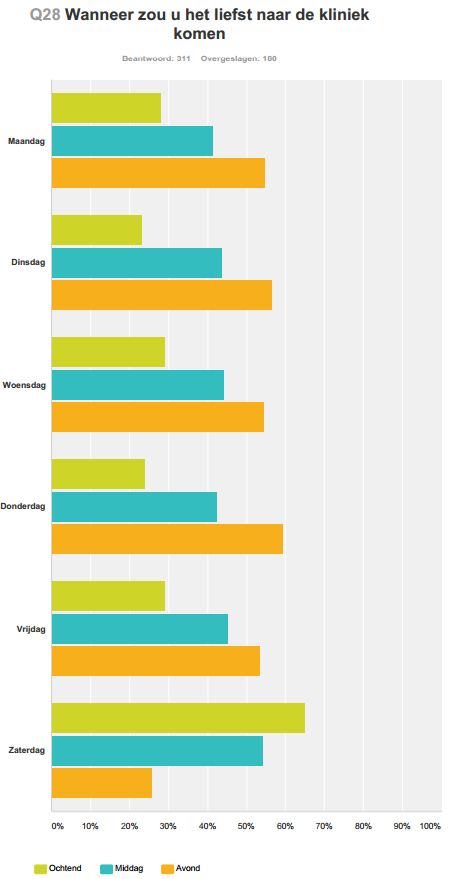 Q28 Wanneer zou u het liefst naar de kliniek
komen
Beantwoord: 311 Overgeslagen: 180
Maandag
Dinsdag
Woensdag
Donderdag
Vrijdag
Zaterdag
0% 10% 20% 30% 40% 50% 60% 70% 80% 90% 100%
Ochtend Middag Avond